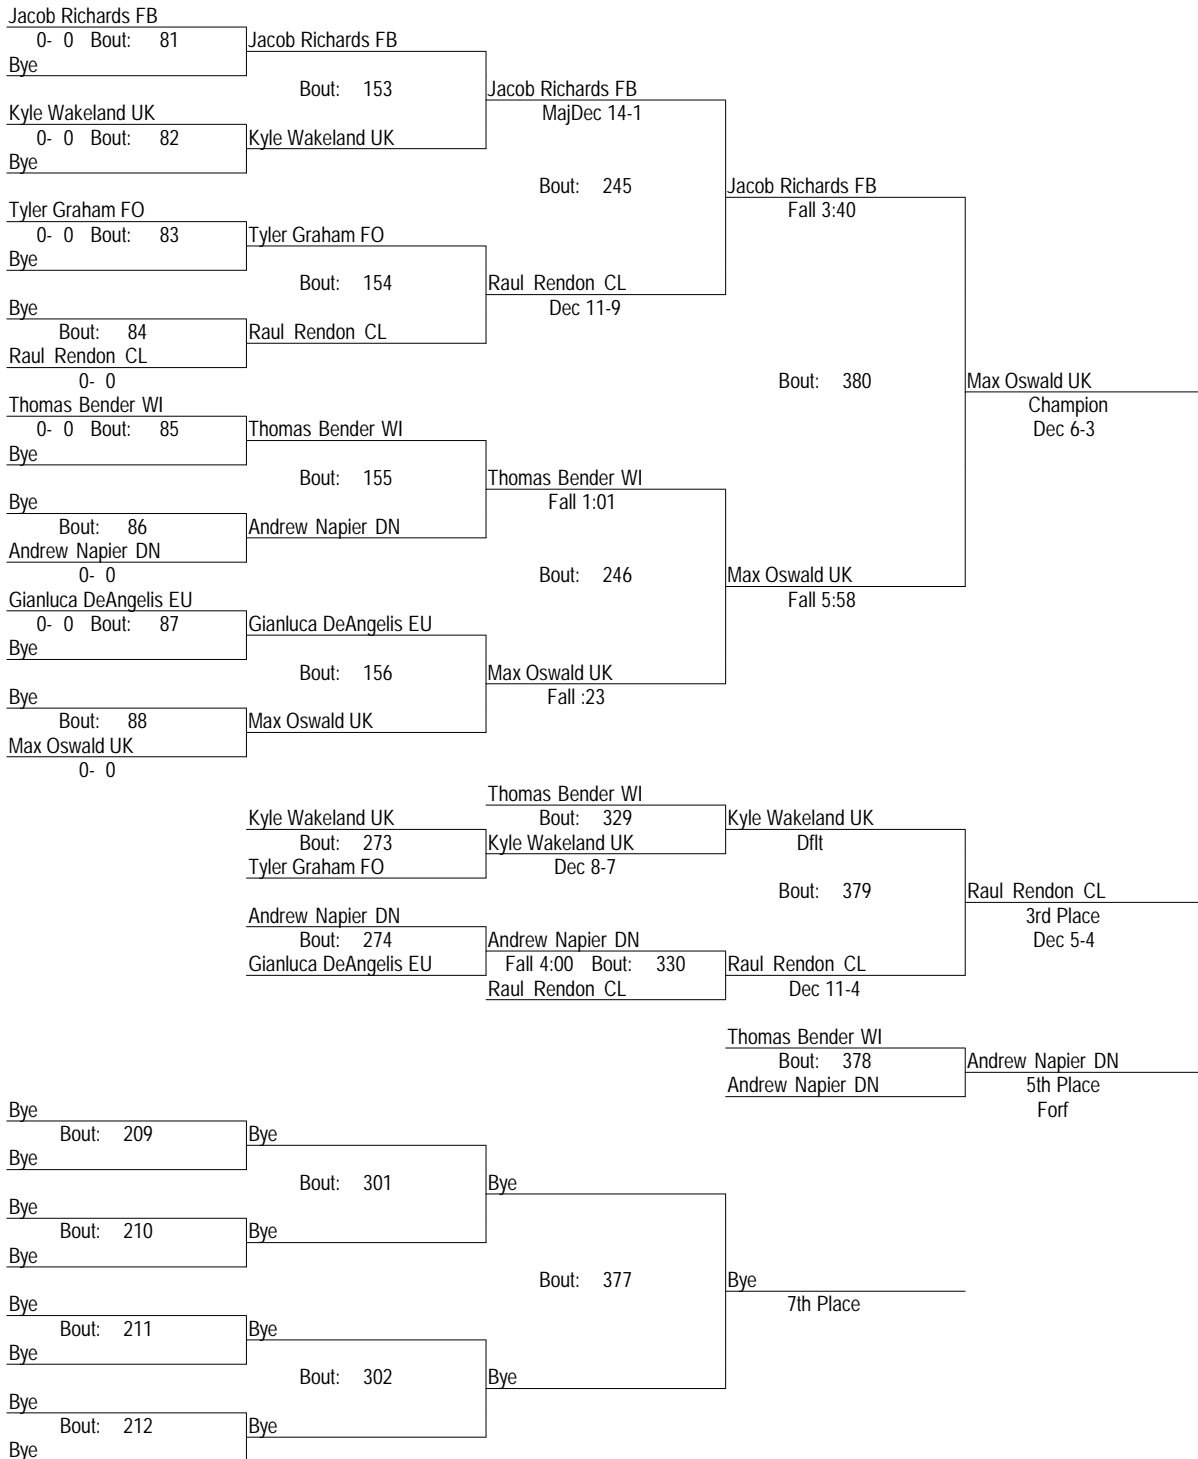 Jacob Richards FB
0- 0 Bout: 81
Jacob Richards FB
Bye
Bout: 153
Jacob Richards FB
Kyle Wakeland UK
MajDec 14-1
0- 0 Bout: 82
Kyle Wakeland UK
Bye
Bout: 245
Jacob Richards FB
Tyler Graham FO
Fall 3:40
0- 0 Bout: 83
Tyler Graham FO
Bye
Bout: 154
Raul Rendon CL
Bye
Dec 11-9
Bout: 84
Raul Rendon CL
Raul Rendon CL
0- 0
Bout: 380
Max Oswald UK
Thomas Bender WI
Champion
0- 0 Bout: 85
Thomas Bender WI
Dec 6-3
Bye
Bout: 155
Thomas Bender WI
Bye
Fall 1:01
Bout: 86
Andrew Napier DN
Andrew Napier DN
0- 0
Bout: 246
Max Oswald UK
Gianluca DeAngelis EU
Fall 5:58
0- 0 Bout: 87
Gianluca DeAngelis EU
Bye
Bout: 156
Max Oswald UK
Bye
Fall :23
Bout: 88
Max Oswald UK
Max Oswald UK
0- 0
Thomas Bender WI
Kyle Wakeland UK
Bout: 329
Kyle Wakeland UK
Bout: 273
Kyle Wakeland UK
Dflt
Tyler Graham FO
Dec 8-7
Bout: 379
Raul Rendon CL
Andrew Napier DN
3rd Place
Bout: 274
Andrew Napier DN
Dec 5-4
Gianluca DeAngelis EU
Fall 4:00 Bout: 330
Raul Rendon CL
Raul Rendon CL
Dec 11-4
Thomas Bender WI
Bout: 378
Andrew Napier DN
Andrew Napier DN
5th Place
Forf
Bye
Bout: 209
Bye
Bye
Bout: 301
Bye
Bye
Bout: 210
Bye
Bye
Bout: 377
Bye
Bye
7th Place
Bout: 211
Bye
Bye
Bout: 302
Bye
Bye
Bout: 212
Bye
Bye